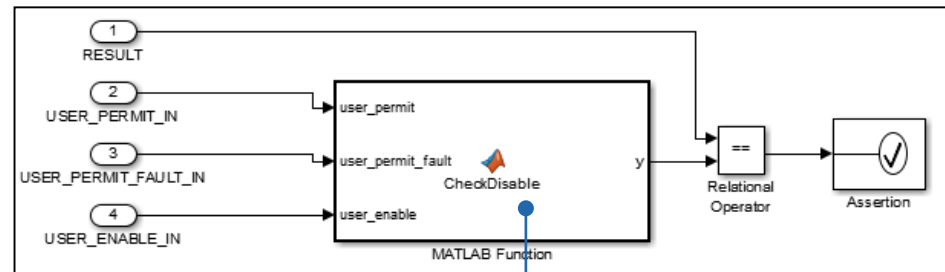 1
RESULT
2
USER_PERMIT_IN
3
USER_PERMIT_FAULT_IN
4
USER_ENABLE_IN
user_permit
user_permit_fault
user_enable
CheckDisable
y
MATLAB Function
==
Relational
Operator
Assertion